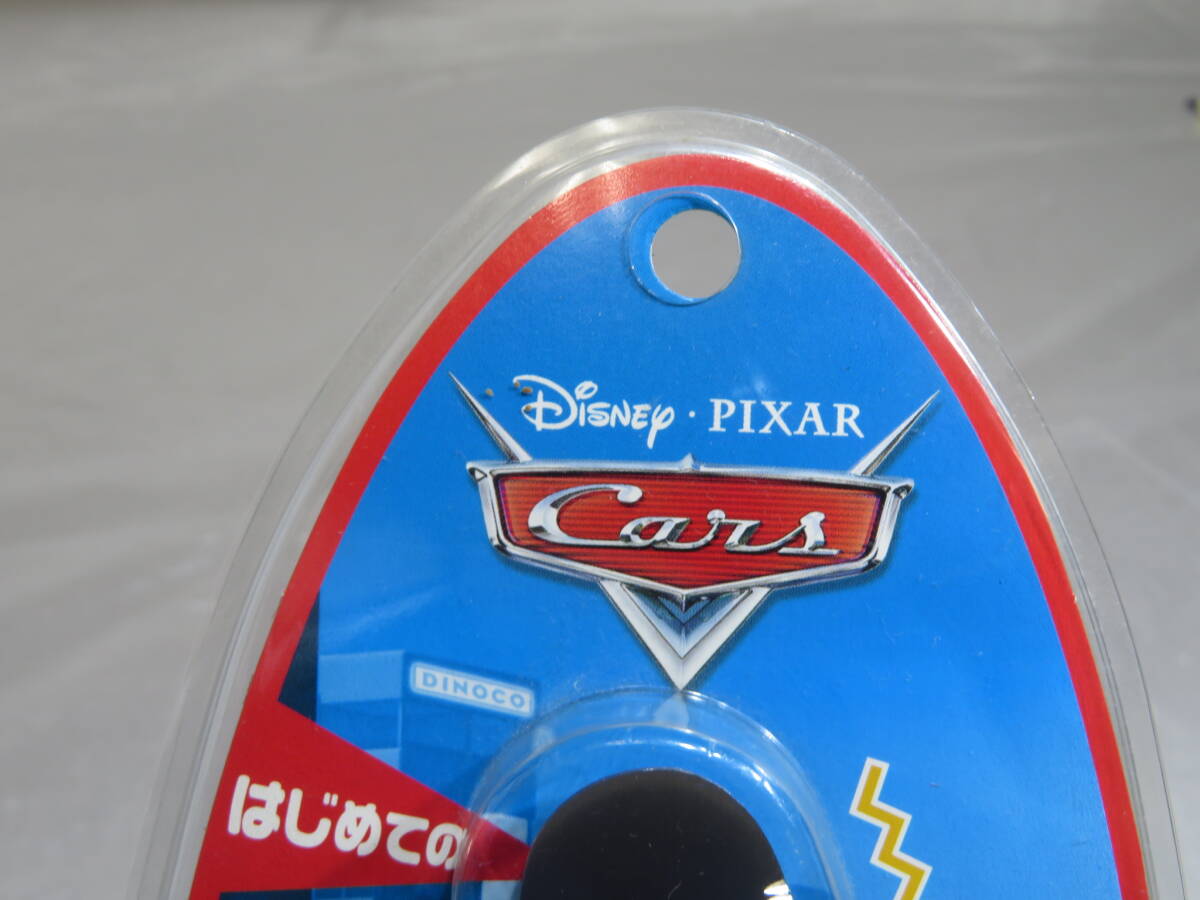 Disney · PIXAR
Cars
DINOCO
はじめての